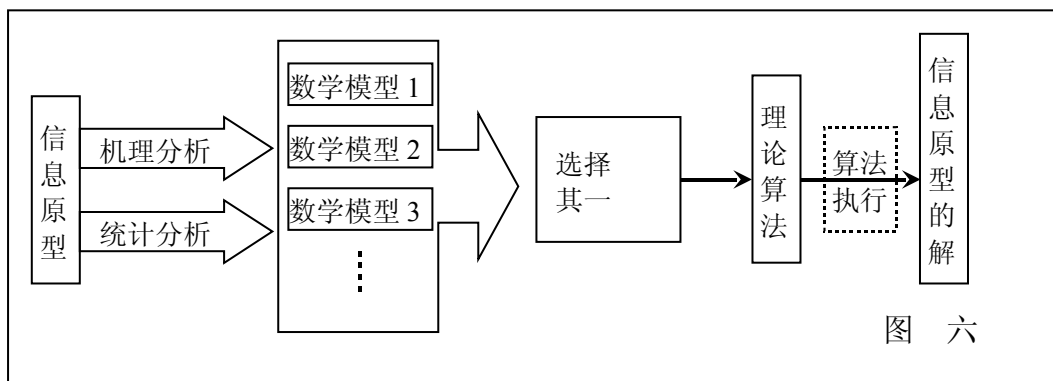 信息原型
机理分析
统计分析
数学模型 1
数学模型 2
数学模型 3
选择
其一
理论算法
算法
执行
信息原型的解
图 六